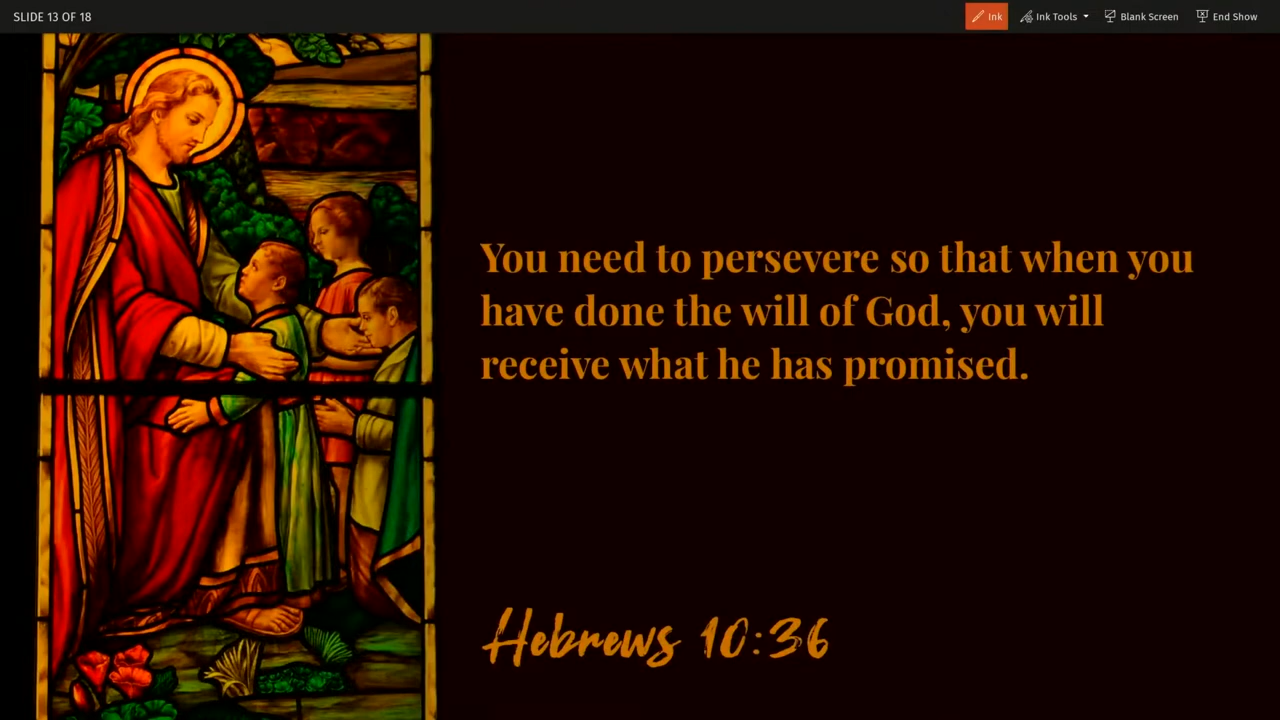 SLIDE 13 OF 18
Ink
Ink Tools
Blank Screen
End Show
You need to persevere so that when you
have done the will of God, you will
receive what he has promised.
Hebrews 10:36